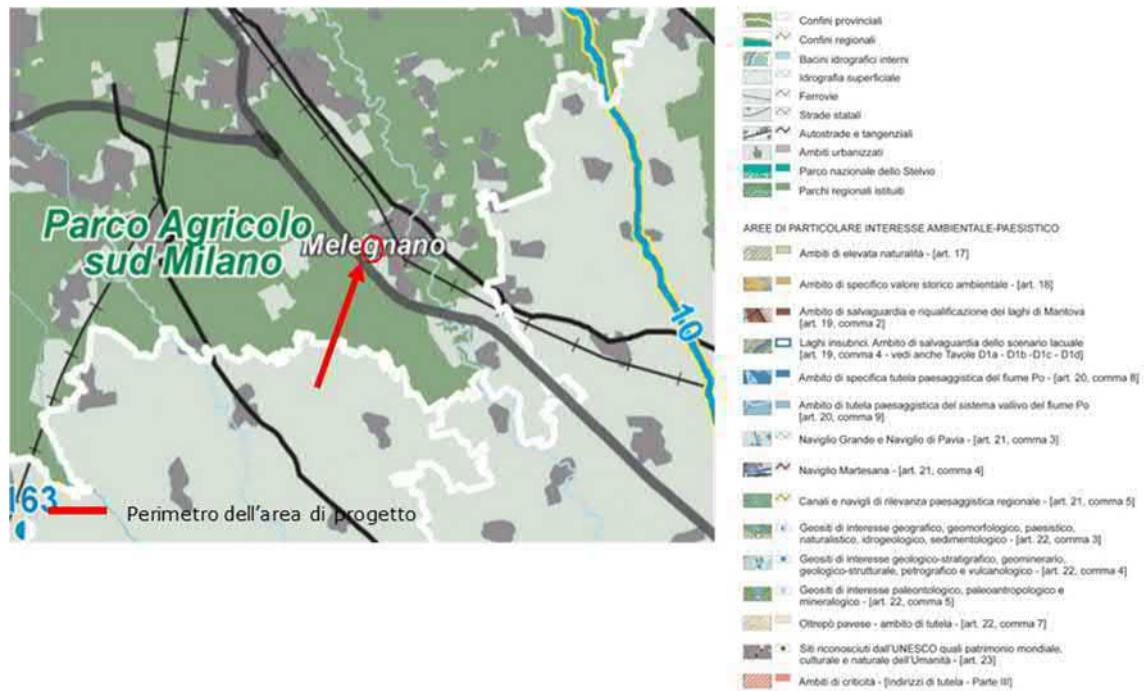 Parco Agricolo
sud Milano
Melegnano
10
163
Perimetro dell'area di progetto
Confini provinciali
Confini regionali
Bacini idrografici interni
Idrografia superficiale
Ferrovie
Strade statali
Autostrade e tangenziali
Ambiti urbanizzati
Parco nazionale dello Stelvio
Parchi regionali istituiti
AREE DI PARTICOLARE INTERESSE AMBIENTALE-PAESISTICO
Ambiti di elevata naturalità - [art. 17]
Ambito di specifico valore storico ambientale - [art. 18]
Ambito di salvaguardia e riqualificazione dei laghi di Mantova
[art. 19, comma 2]
Laghi insubrici. Ambito di salvaguardia dello scenario lacuale
[art. 19, comma 4 - vedi anche Tavole D1a - D1b -D1c - D1d]
Ambito di specifica tutela paesaggistica del fiume Po - [art. 20, comma 8]
Ambito di tutela paesaggistica del sistema vallivo del fiume Po
[art. 20, comma 9]
Naviglio Grande e Naviglio di Pavia - [art. 21, comma 3]
Naviglio Martesana - [art. 21, comma 4]
Canali e navigli di rilevanza paesaggistica regionale - [art. 21, comma 5]
Geositi di interesse geografico, geomorfologico, paesistico,
naturalistico, idrogeologico, sedimentologico - [art. 22, comma 3]
Geositi di interesse geologico-stratigrafico, geominerario,
geologico-strutturale, petrografico e vulcanologico - [art. 22, comma 4]
Geositi di interesse paleontologico, paleoantropologico e
mineralogico - [art. 22, comma 5]
Oltrepò pavese - ambito di tutela - [art. 22, comma 7]
Siti riconosciuti dall'UNESCO quali patrimonio mondiale,
culturale e naturale dell'Umanità - [art. 23]
Ambiti di criticità - [Indirizzi di tutela - Parte III]